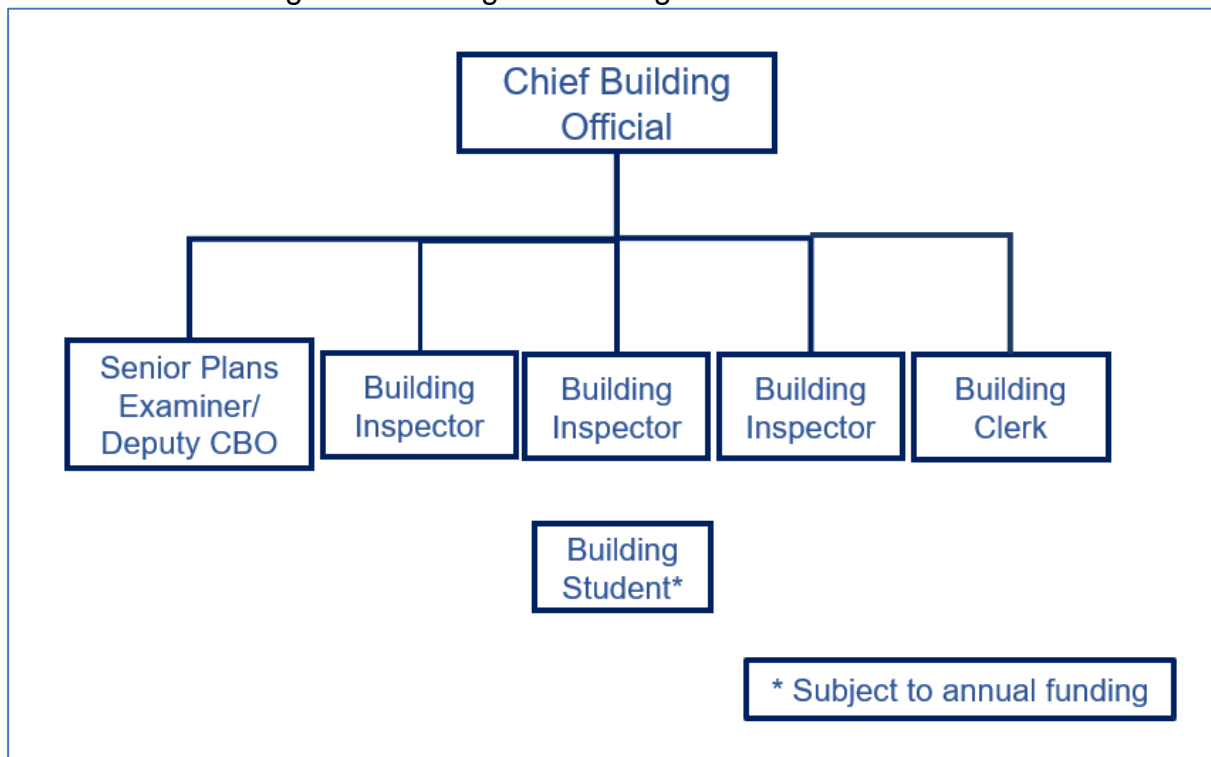 Chief Building
Official
Senior Plans
Examiner/
Deputy CBO
Building
Inspector
Building
Inspector
Building
Inspector
Building
Clerk
Building
Student*
* Subject to annual funding